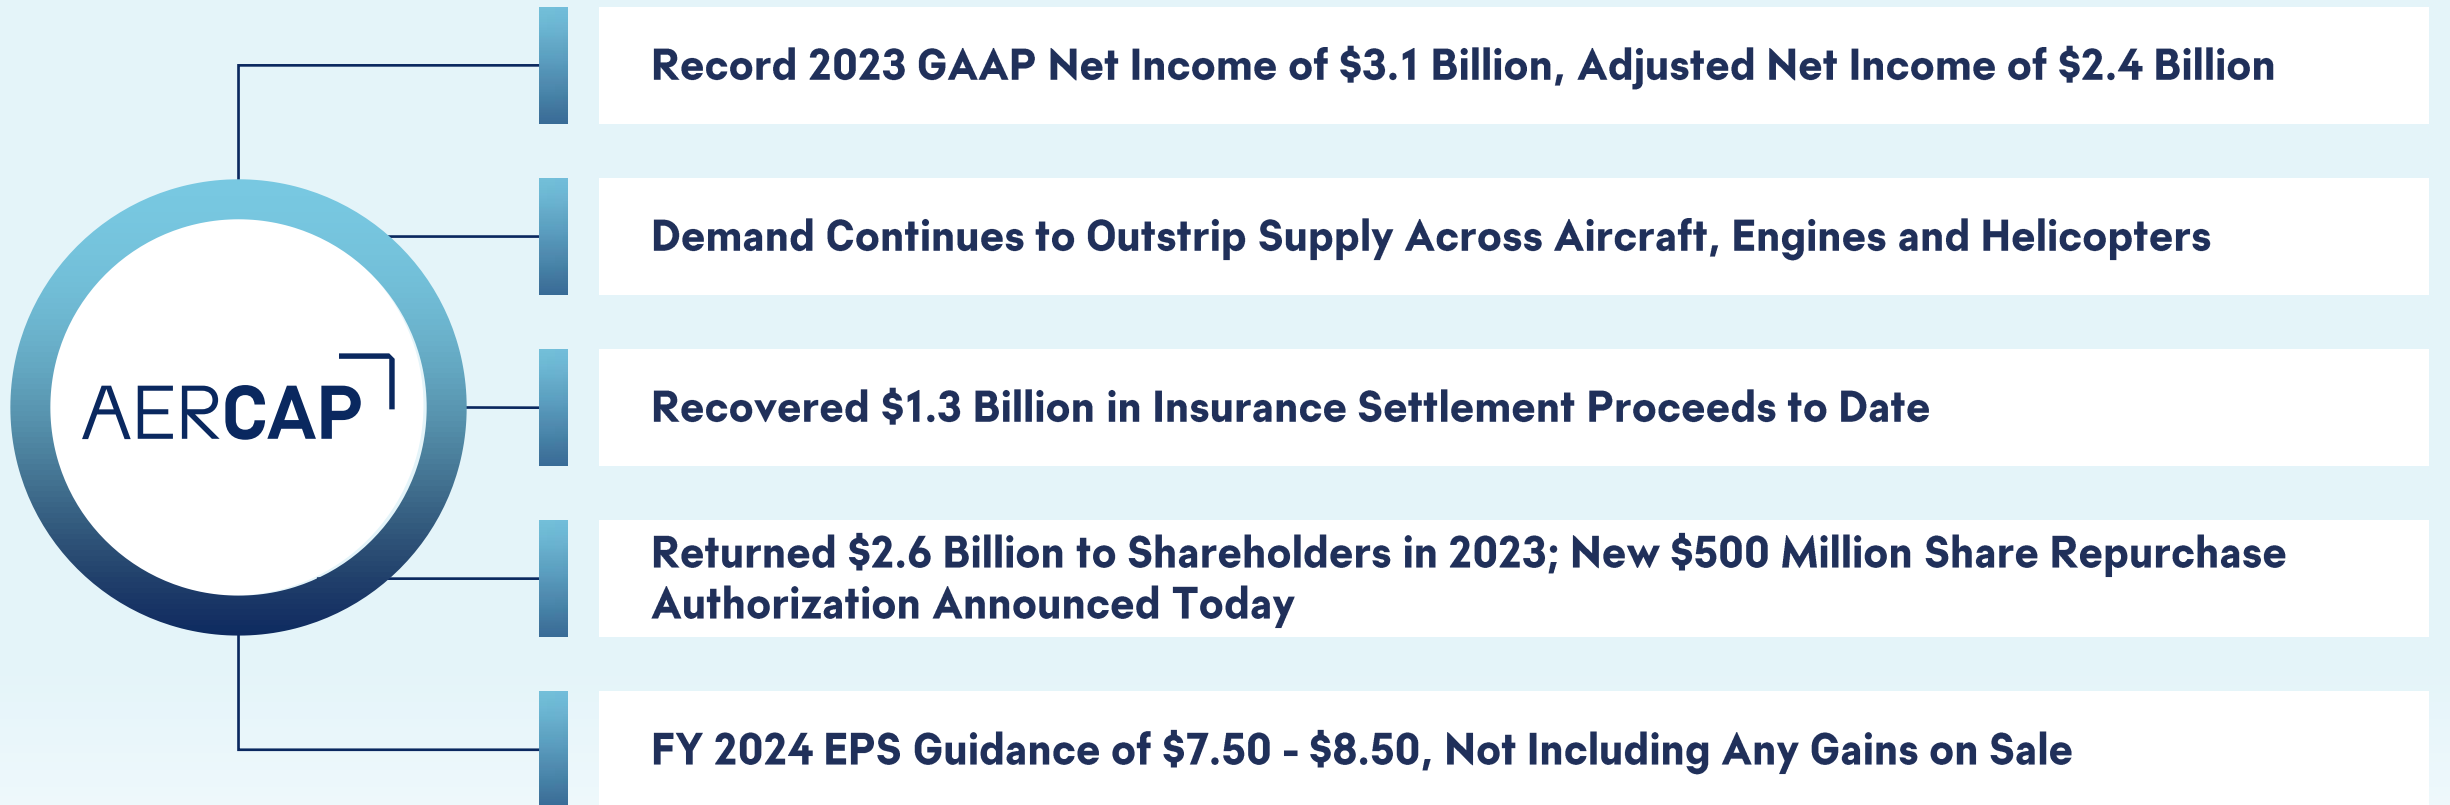 Record 2023 GAAP Net Income of $3.1 Billion, Adjusted Net Income of $2.4 Billion
Demand Continues to Outstrip Supply Across Aircraft, Engines and Helicopters
AERCAP
Recovered $1.3 Billion in Insurance Settlement Proceeds to Date
Returned $2.6 Billion to Shareholders in 2023; New $500 Million Share Repurchase
Authorization Announced Today
FY 2024 EPS Guidance of $7.50 - $8.50, Not Including Any Gains on Sale